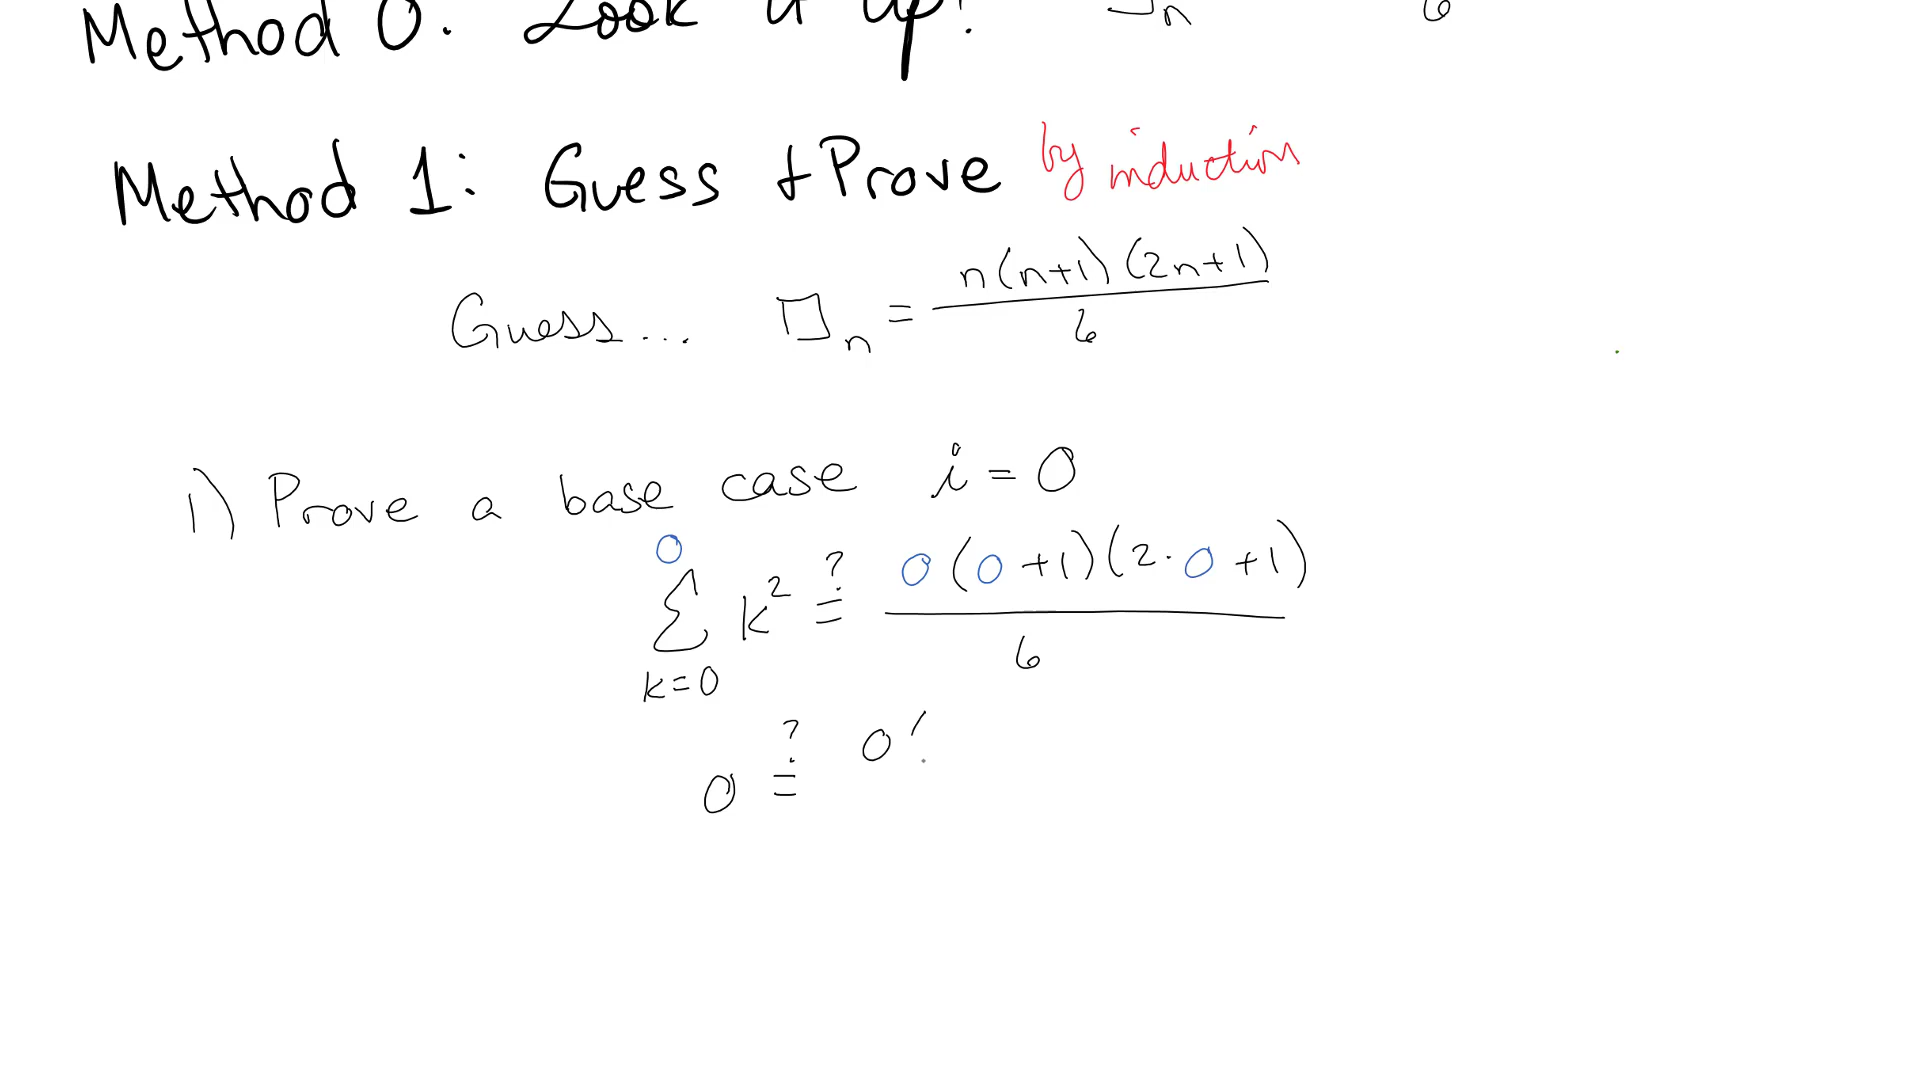 Method 0. Look it up! □n 6
Method 1: Guess + Prove by induction
Guess... □n = n(n+1)(2n+1) / 6
1) Prove a base case i = 0
0
Σ k² ≟ 0(0+1)(2·0+1) / 6
k=0
0 ≟ 0!